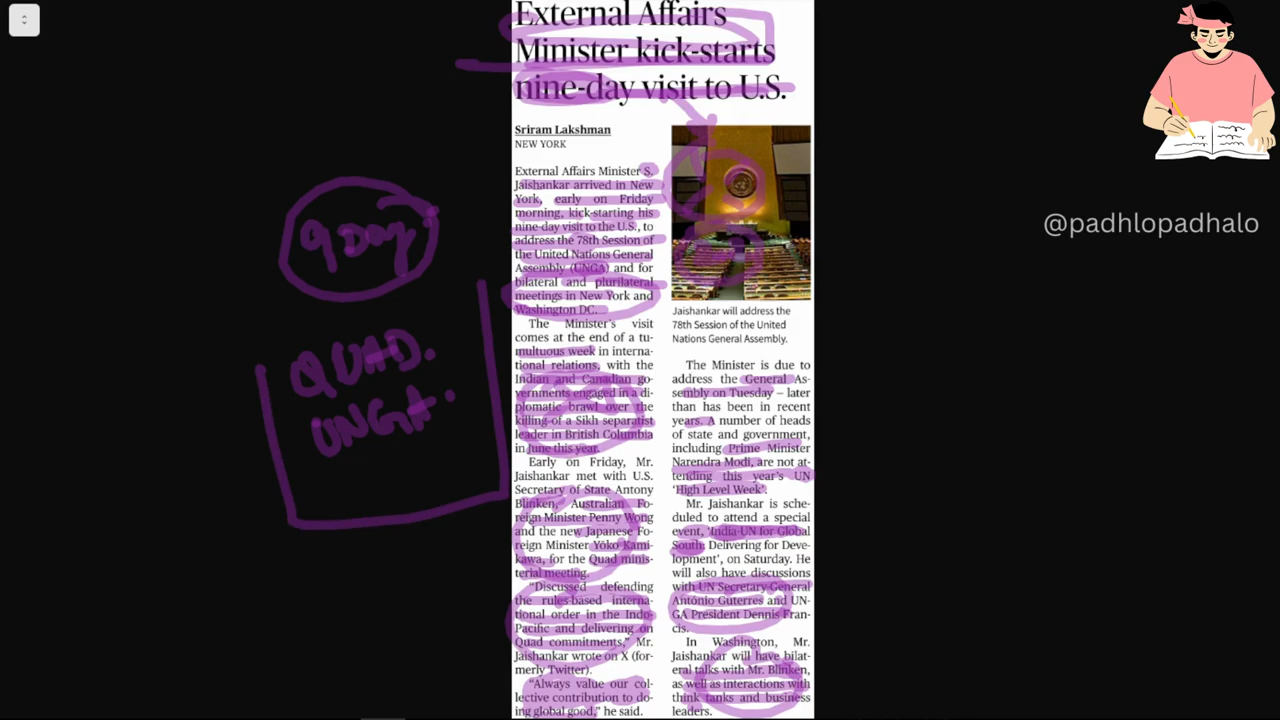 External Affairs
Minister kick-starts
nine-day visit to U.S.
Sriram Lakshman
NEW YORK
External Affairs Minister S.
Jaishankar arrived in New
York, early on Friday
morning, kick-starting his
nine-day visit to the U.S., to
address the 78th Session of
the United Nations General
Assembly (UNGA) and for
bilateral and plurilateral
meetings in New York and
Washington DC.
The Minister's visit
comes at the end of a tu-
multuous week in interna-
tional relations, with the
Indian and Canadian go-
vernments engaged in a di-
plomatic brawl over the
killing of a Sikh separatist
leader in British Columbia
in June this year.
Early on Friday, Mr.
Jaishankar met with U.S.
Secretary of State Antony
Blinken, Australian Fo-
reign Minister Penny Wong
and the new Japanese Fo-
reign Minister Yōko Kami-
kawa, for the Quad minis-
terial meeting.
"Discussed defending
the rules-based interna-
tional order in the Indo-
Pacific and delivering on
Quad commitments," Mr.
Jaishankar wrote on X (for-
merly Twitter).
"Always value our col-
lective contribution to do-
ing global good," he said.
Jaishankar will address the
78th Session of the United
Nations General Assembly.
The Minister is due to
address the General As-
sembly on Tuesday – later
than has been in recent
years. A number of heads
of state and government,
including Prime Minister
Narendra Modi, are not at-
tending this year's UN
'High Level Week'.
Mr. Jaishankar is sche-
duled to attend a special
event, 'India-UN for Global
South: Delivering for Deve-
lopment', on Saturday. He
will also have discussions
with UN Secretary-General
António Guterres and UN-
GA President Dennis Fran-
cis.
In Washington, Mr.
Jaishankar will have bilat-
eral talks with Mr. Blinken,
as well as interactions with
think tanks and business
leaders.
9 Day
QUAD.
UNGA.
@padhlopadhalo